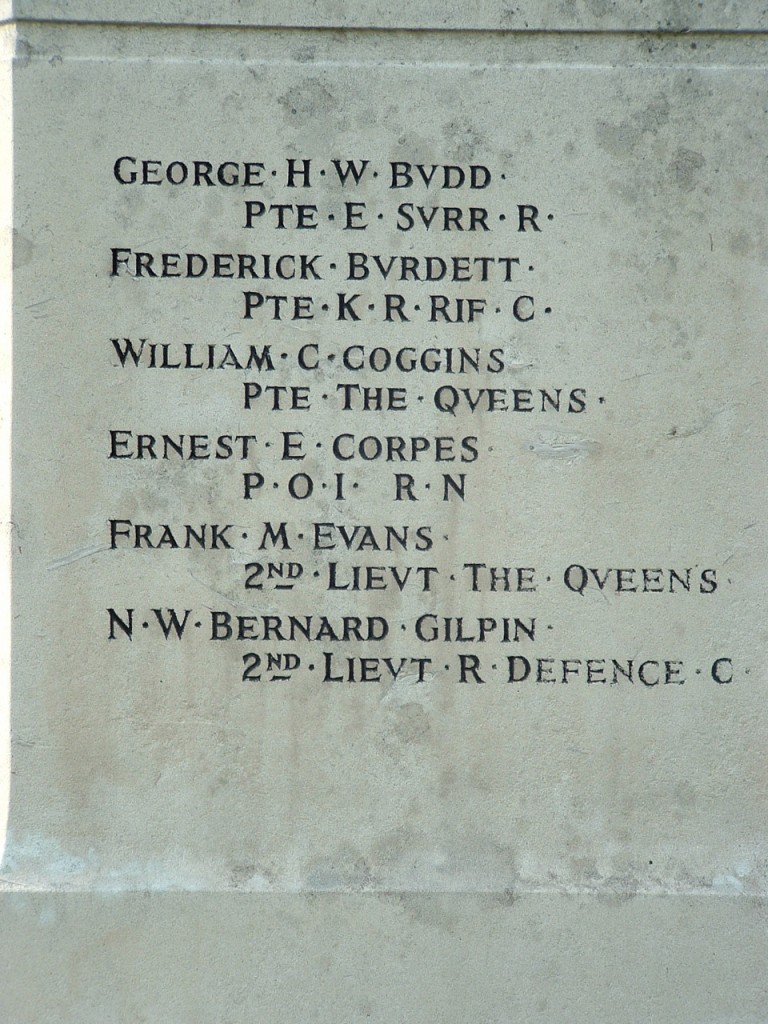 GEORGE·H·W·BVDD·
PTE·E·SVRR·R·
FREDERICK·BVRDETT·
PTE·K·R·RIF·C·
WILLIAM·C·COGGINS
PTE·THE·QVEENS·
ERNEST·E·CORPES·
P·O·I· R·N
FRANK·M·EVANS·
2ND·LIEVT·THE·QVEENS·
N·W·BERNARD·GILPIN·
2ND·LIEVT·R·DEFENCE·C·